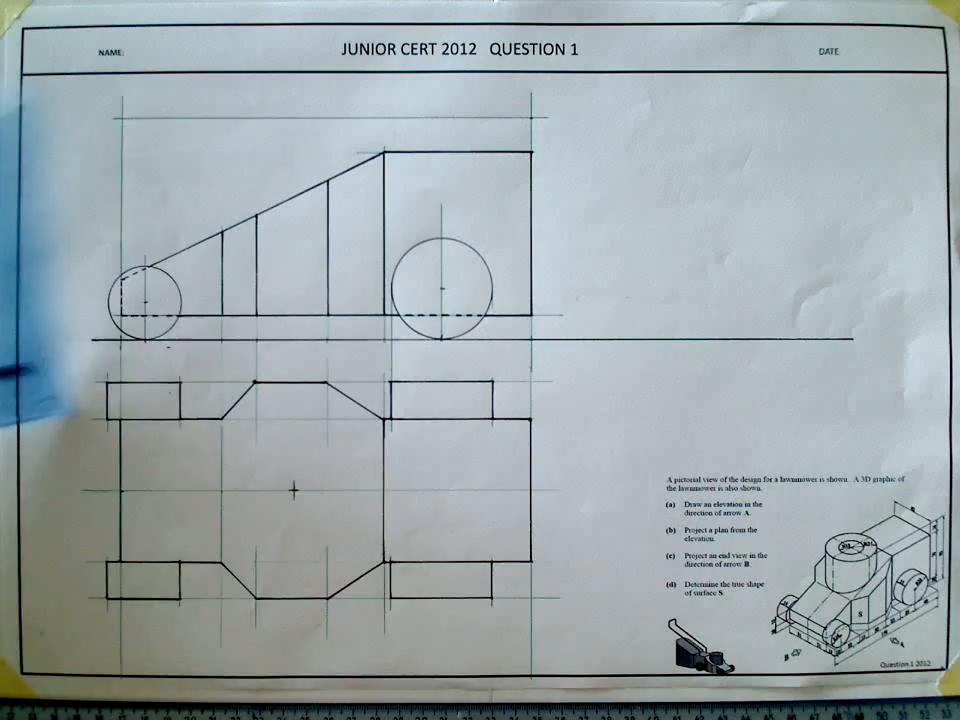 NAME:
JUNIOR CERT 2012 QUESTION 1
DATE
A pictorial view of the design for a lawnmower is shown. A 3D graphic of
the lawnmower is also shown.
(a) Draw an elevation in the
direction of arrow A.
(b) Project a plan from the
elevation.
(c) Project an end view in the
direction of arrow B.
(d) Determine the true shape
of surface S.
S
A
B
Question 1 2012